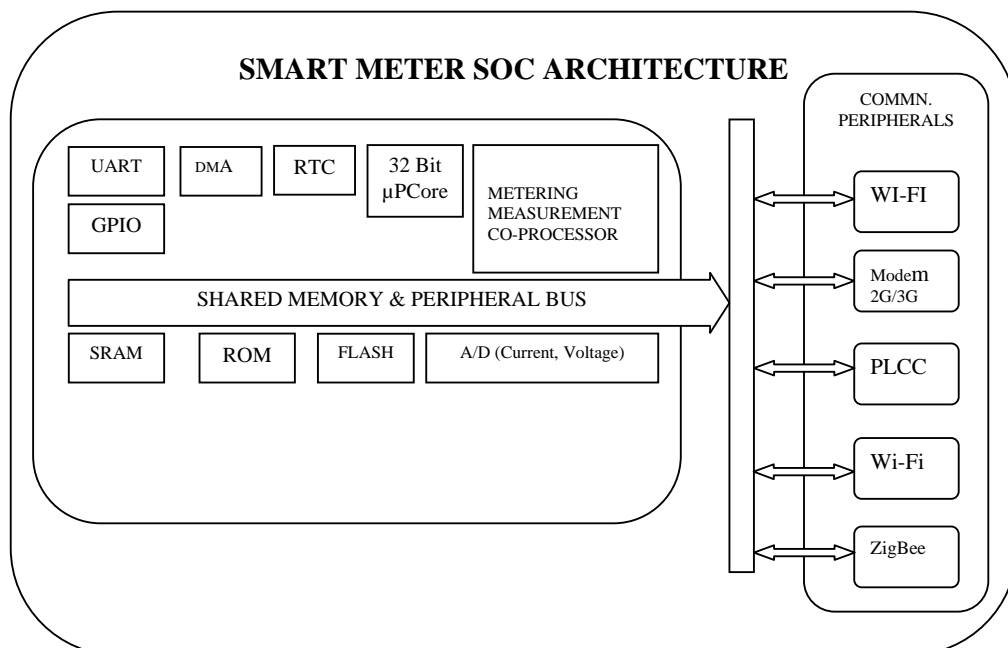 SMART METER SOC ARCHITECTURE
COMMN.
PERIPHERALS
UART
DMA
RTC
32 Bit
µPCore
METERING
MEASUREMENT
CO-PROCESSOR
GPIO
SHARED MEMORY & PERIPHERAL BUS
SRAM
ROM
FLASH
A/D (Current, Voltage)
WI-FI
Modem
2G/3G
PLCC
Wi-Fi
ZigBee